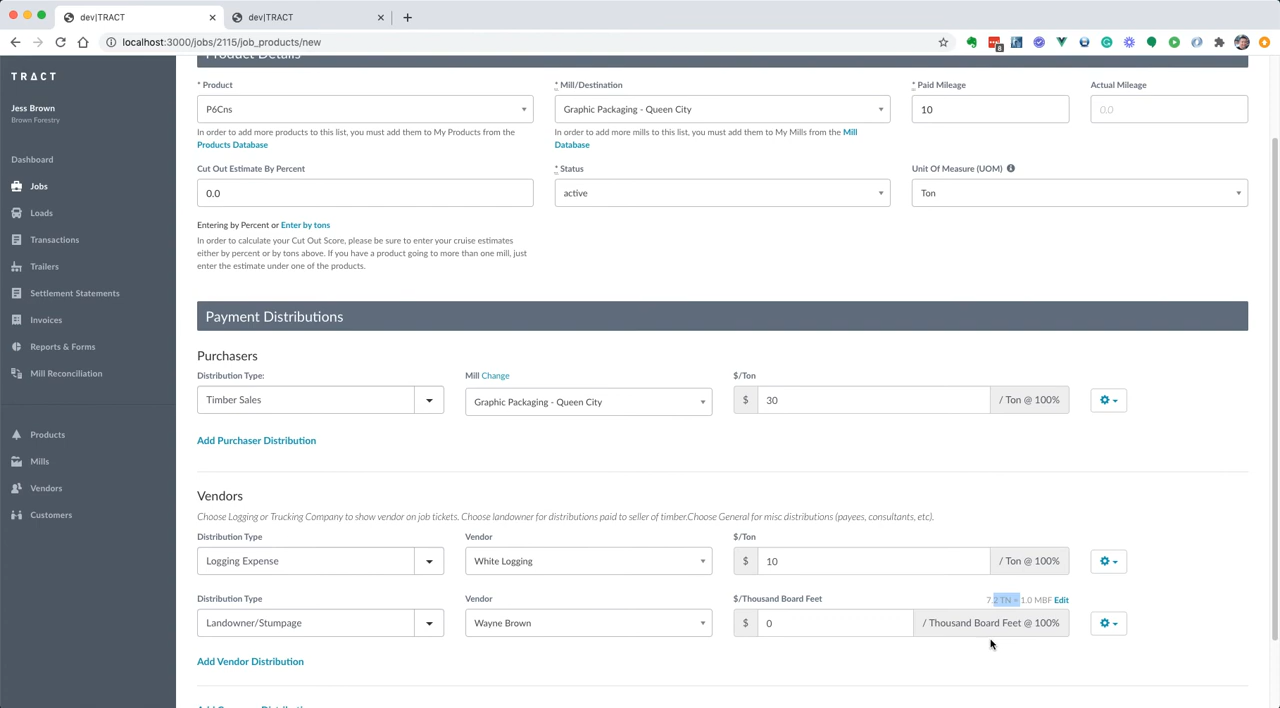 dev|TRACT
dev|TRACT
localhost:3000/jobs/2115/job_products/new
8
TRACT
Jess Brown
Brown Forestry
Dashboard
Jobs
Loads
Transactions
Trailers
Settlement Statements
Invoices
Reports & Forms
Mill Reconciliation
Products
Mills
Vendors
Customers
Product Details
* Product
* Mill/Destination
* Paid Mileage
Actual Mileage
P6Cns
Graphic Packaging - Queen City
10
0.0
In order to add more products to this list, you must add them to My Products from the
Products Database
In order to add more mills to this list, you must add them to My Mills from the Mill
Database
Cut Out Estimate By Percent
* Status
Unit Of Measure (UOM)
0.0
active
Ton
Entering by Percent or Enter by tons
In order to calculate your Cut Out Score, please be sure to enter your cruise estimates
either by percent or by tons above. If you have a product going to more than one mill, just
enter the estimate under one of the products.
Payment Distributions
Purchasers
Distribution Type:
Mill Change
$/Ton
Timber Sales
Graphic Packaging - Queen City
$ 30 / Ton @ 100%
Add Purchaser Distribution
Vendors
Choose Logging or Trucking Company to show vendor on job tickets. Choose landowner for distributions paid to seller of timber.Choose General for misc distributions (payees, consultants, etc).
Distribution Type
Vendor
$/Ton
Logging Expense
White Logging
$ 10 / Ton @ 100%
Distribution Type
Vendor
$/Thousand Board Feet
7.2 TN = 1.0 MBF Edit
Landowner/Stumpage
Wayne Brown
$ 0 / Thousand Board Feet @ 100%
Add Vendor Distribution